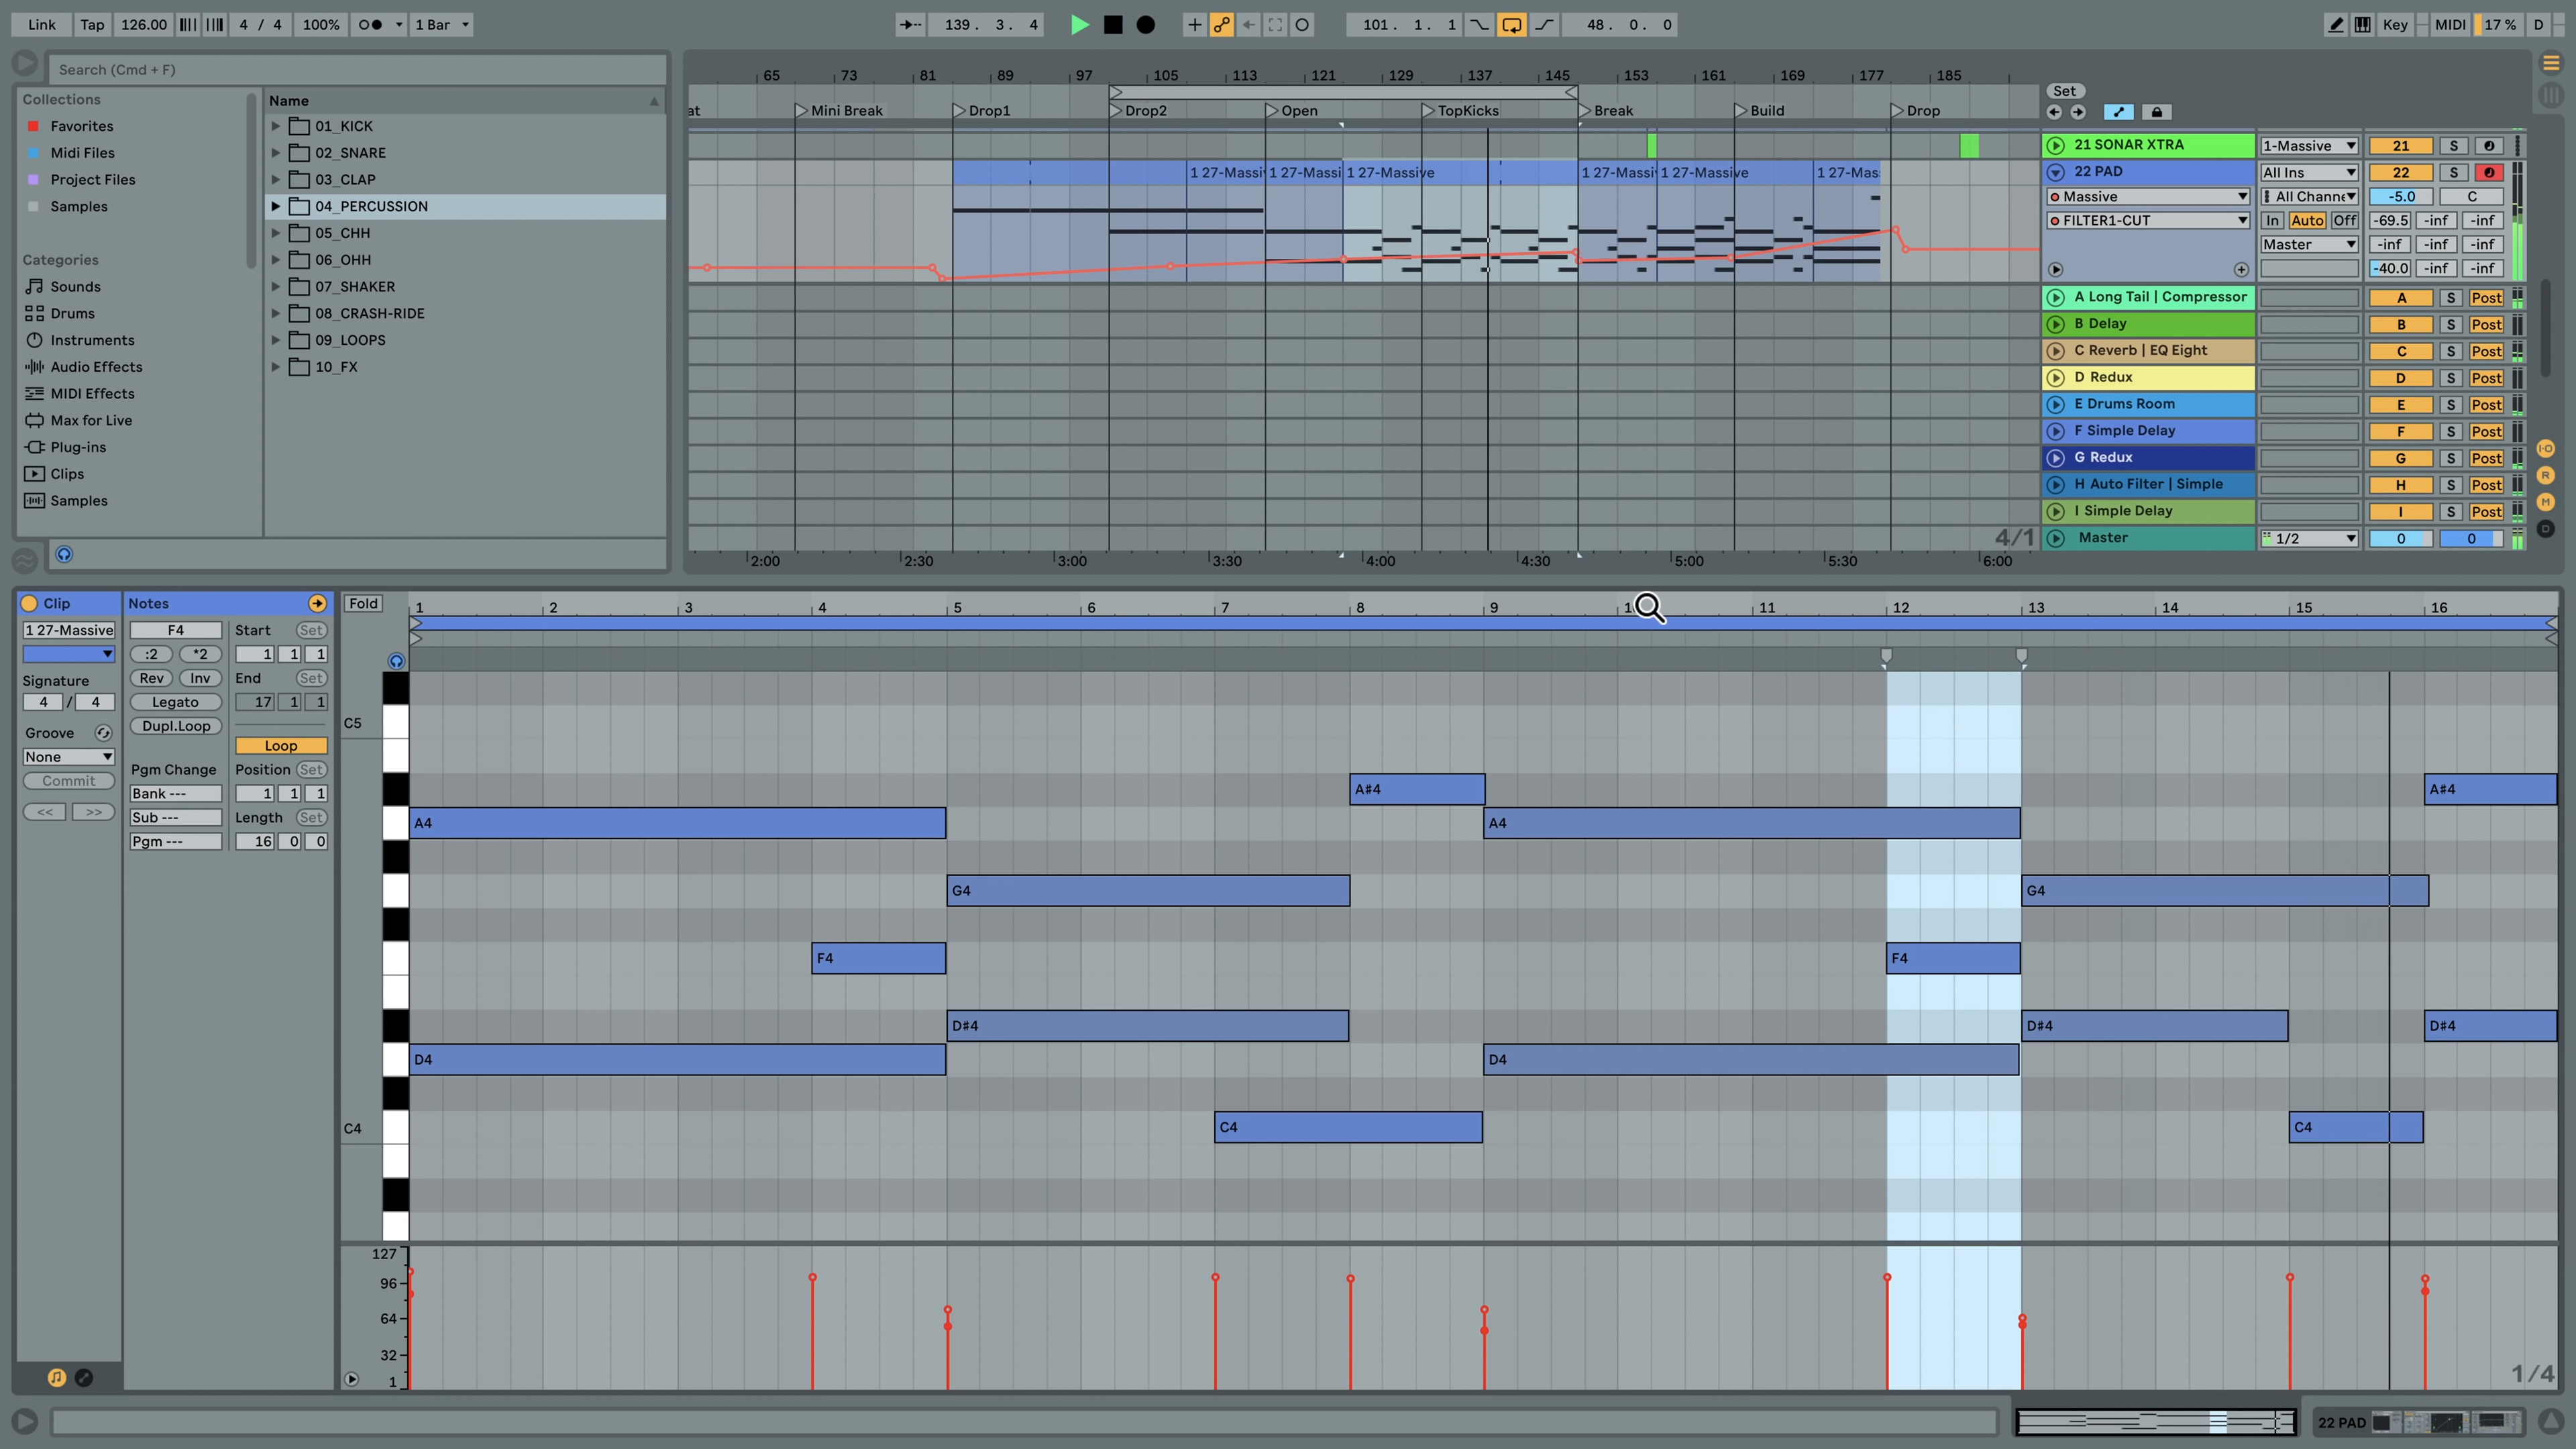 Link Tap 126.00 4 / 4 100% 1 Bar 139. 3. 4 101. 1. 1 48. 0. 0 Key MIDI 17 % D
Search (Cmd + F)
Collections
Favorites
Midi Files
Project Files
Samples
Categories
Sounds
Drums
Instruments
Audio Effects
MIDI Effects
Max for Live
Plug-ins
Clips
Samples
Name
01_KICK
02_SNARE
03_CLAP
04_PERCUSSION
05_CHH
06_OHH
07_SHAKER
08_CRASH-RIDE
09_LOOPS
10_FX
65 73 81 89 97 105 113 121 129 137 145 153 161 169 177 185
Set
at Mini Break Drop1 Drop2 Open TopKicks Break Build Drop
1 27-Massiv 1 27-Massi 1 27-Massive 1 27-Massiv 1 27-Massive 1 27-Mass
4/1
2:00 2:30 3:00 3:30 4:00 4:30 5:00 5:30 6:00
21 SONAR XTRA 1-Massive 21 S
22 PAD All Ins 22 S
Massive All Channe -5.0 C
FILTER1-CUT In Auto Off -69.5 -inf -inf
Master -inf -inf -inf
-40.0 -inf -inf
A Long Tail | Compressor A S Post
B Delay B S Post
C Reverb | EQ Eight C S Post
D Redux D S Post
E Drums Room E S Post
F Simple Delay F S Post
G Redux G S Post
H Auto Filter | Simple H S Post
I Simple Delay I S Post
Master 1/2 0 0
I·O
R
M
D
Clip
1 27-Massive
Signature
4 / 4
Groove
None
Commit
<< >>
Notes
F4
:2 *2
Rev Inv
Legato
Dupl.Loop
Pgm Change
Bank ---
Sub ---
Pgm ---
Start Set
1 1 1
End Set
17 1 1
Loop
Position Set
1 1 1
Length Set
16 0 0
Fold 1 2 3 4 5 6 7 8 9 11 12 13 14 15 16
C5
A#4 A#4
A4 A4
G4 G4
F4 F4
D#4 D#4 D#4
D4 D4
C4 C4 C4
127
96
64
32
1
1/4
22 PAD